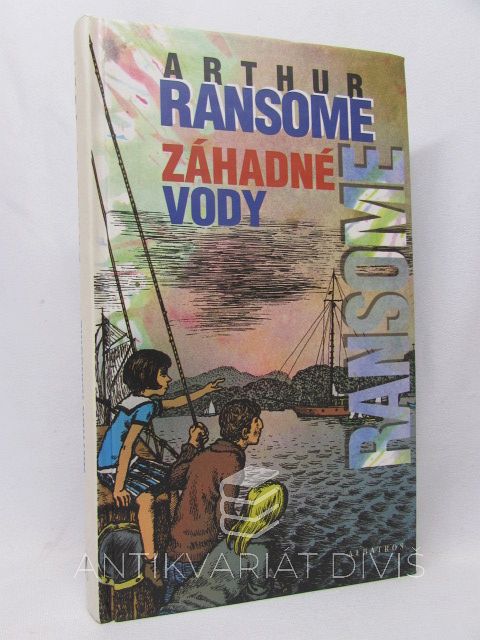 ARTHUR
RANSOME
ZÁHADNÉ
VODY
RANSOME
ALBATROS
ANTIKVARIÁT DIVIŠ